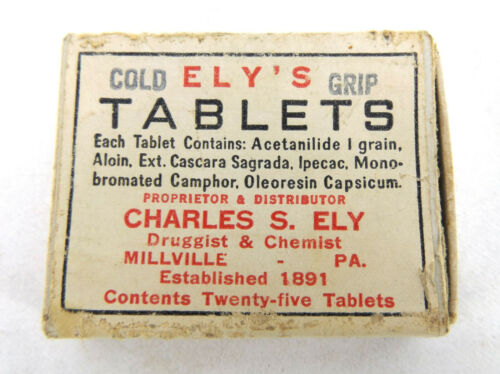 COLD ELY'S GRIP
TABLETS
Each Tablet Contains: Acetanilide 1 grain,
Aloin, Ext. Cascara Sagrada, Ipecac, Mono-
bromated Camphor, Oleoresin Capsicum.
PROPRIETOR & DISTRIBUTOR
CHARLES S. ELY
Druggist & Chemist
MILLVILLE - PA.
Established 1891
Contents Twenty-five Tablets